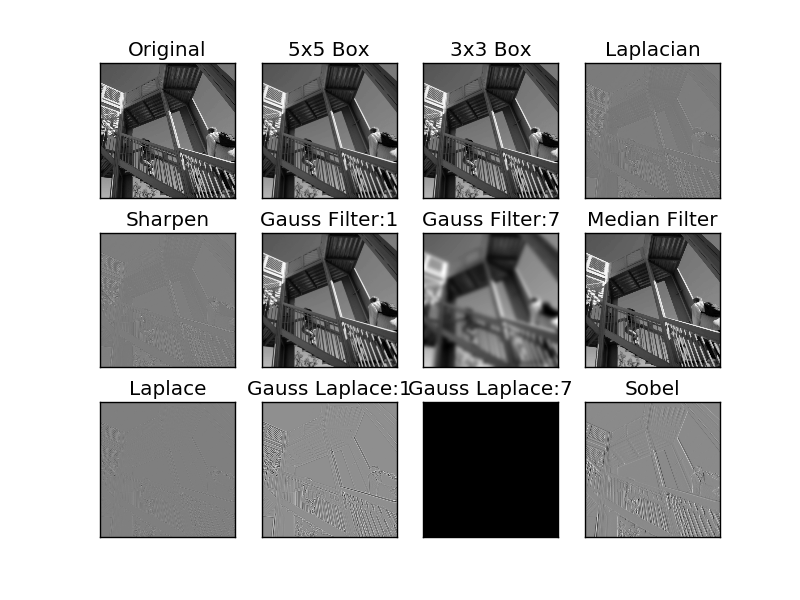 Original 5x5 Box 3x3 Box Laplacian
Sharpen Gauss Filter:1 Gauss Filter:7 Median Filter
Laplace Gauss Laplace:1 Gauss Laplace:7 Sobel